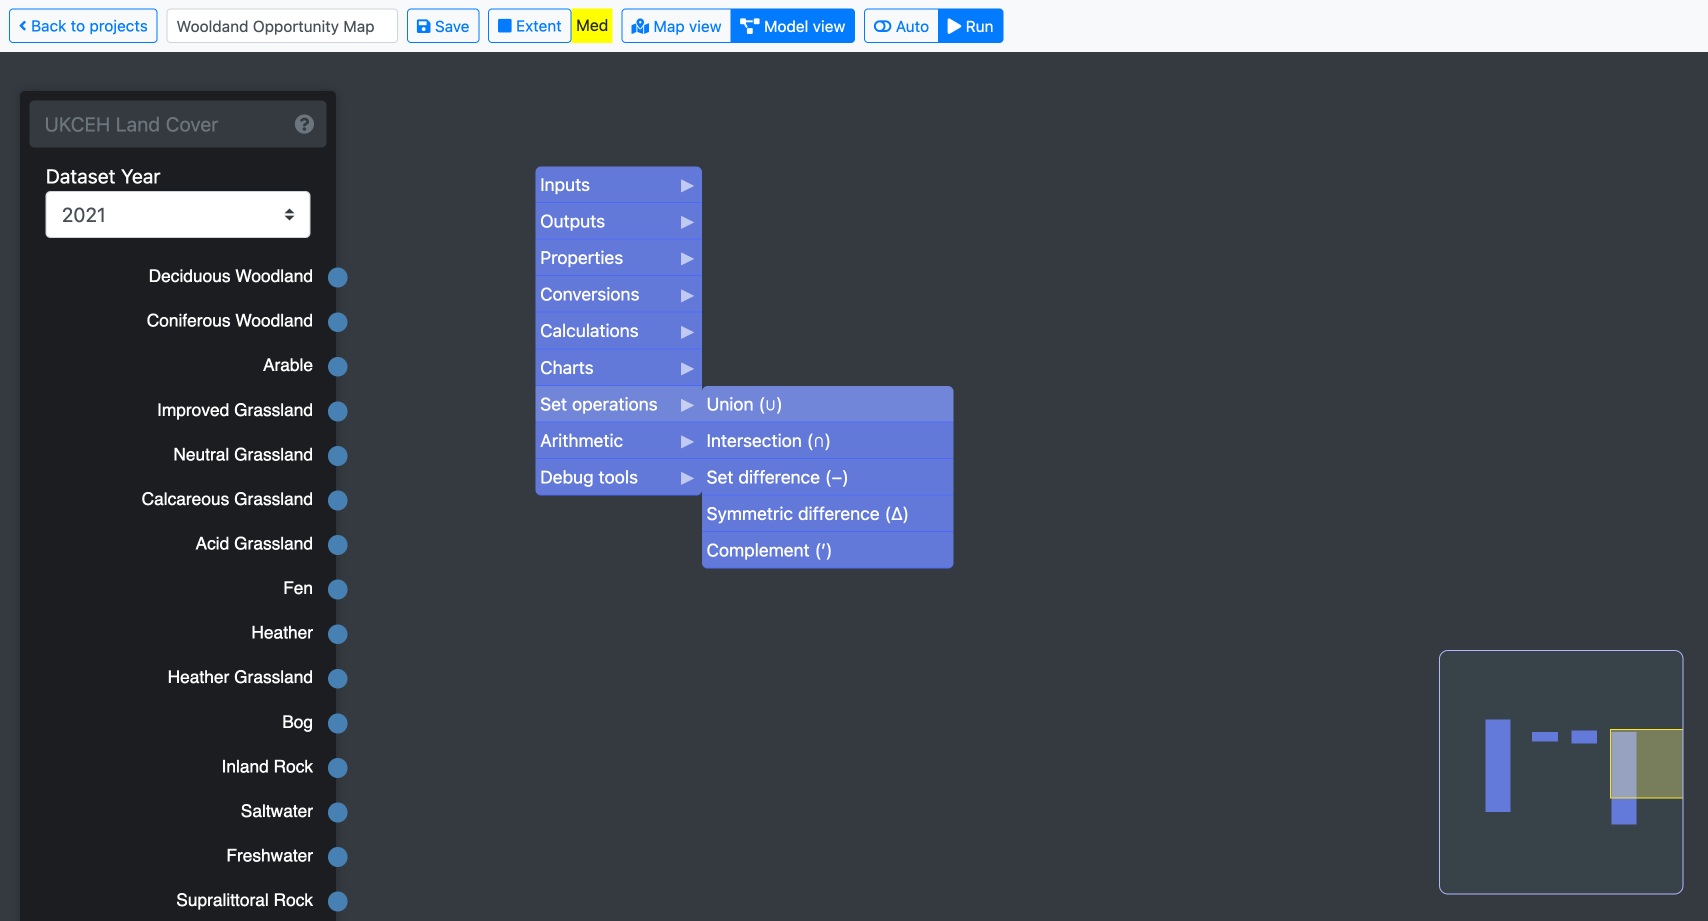 Back to projects
Wooldand Opportunity Map
Save
Extent
Med
Map view
Model view
Auto
Run
UKCEH Land Cover
Dataset Year
2021
Deciduous Woodland
Coniferous Woodland
Arable
Improved Grassland
Neutral Grassland
Calcareous Grassland
Acid Grassland
Fen
Heather
Heather Grassland
Bog
Inland Rock
Saltwater
Freshwater
Supralittoral Rock
Inputs
Outputs
Properties
Conversions
Calculations
Charts
Set operations
Arithmetic
Debug tools
Union (∪)
Intersection (∩)
Set difference (−)
Symmetric difference (Δ)
Complement (′)